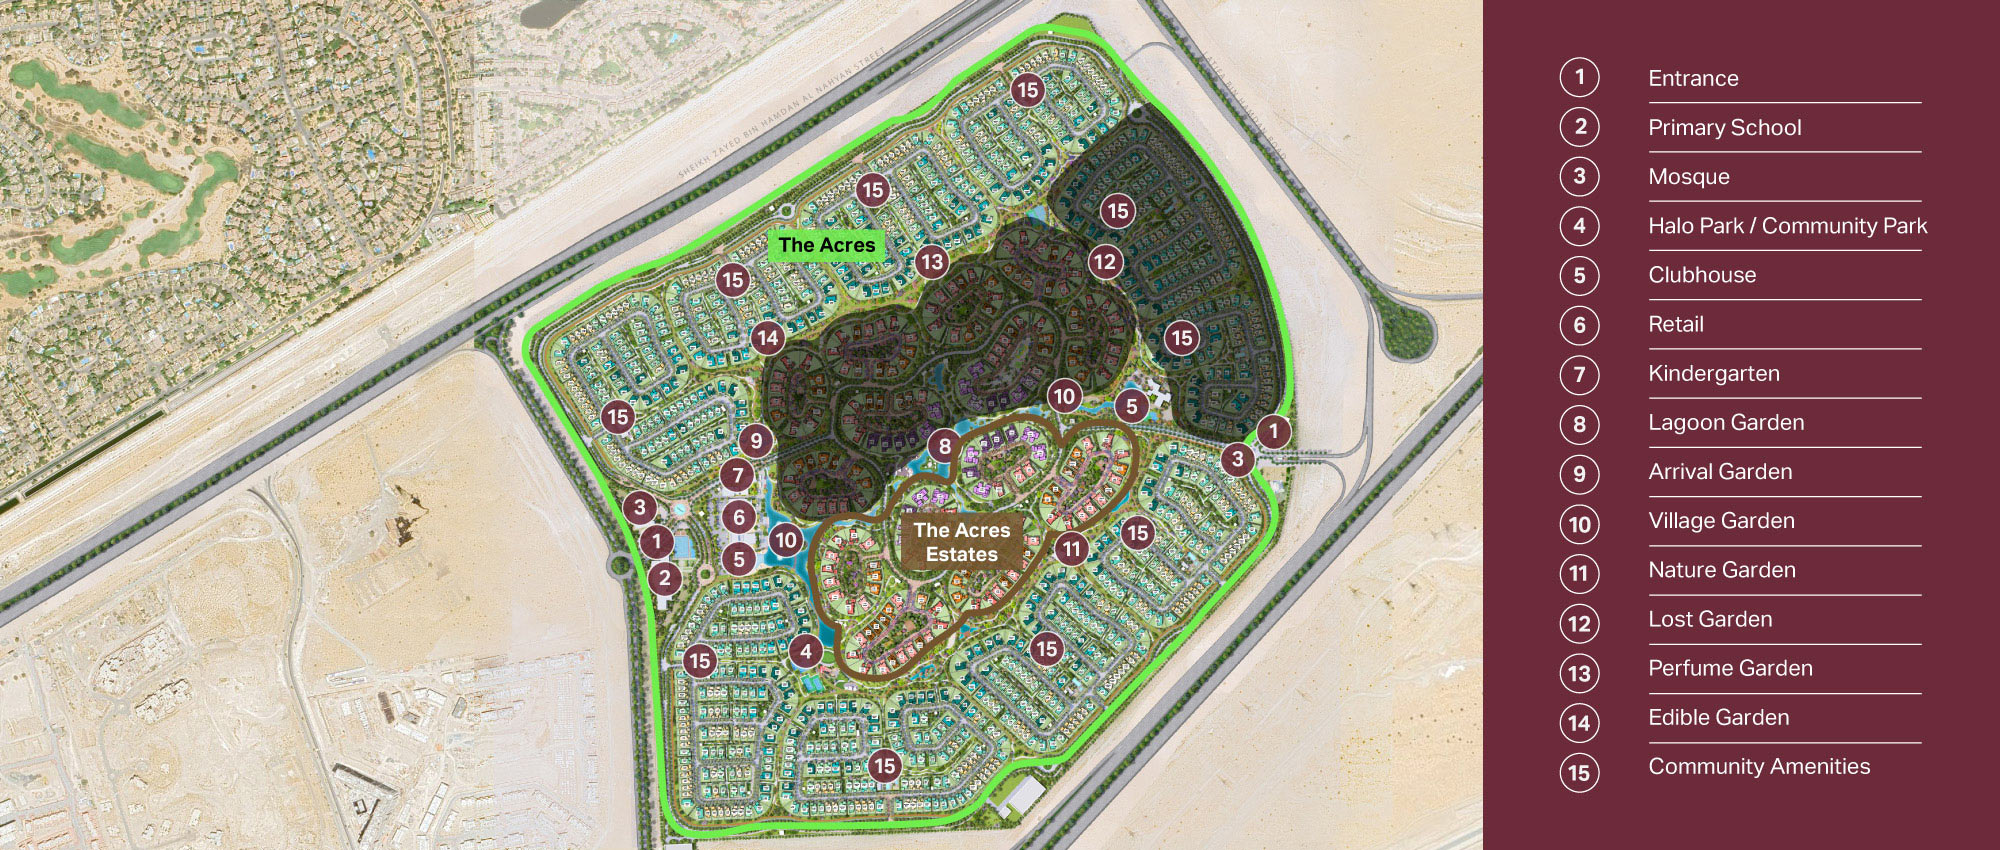 SHEIKH ZAYED BIN HAMDAN AL NAHYAN STREET
15
15
15
The Acres
13
12
15
14
15
10
5
15
9
8
1
3
7
3
6
The Acres
Estates
15
1
10
11
5
2
4
15
15
15
1 Entrance
2 Primary School
3 Mosque
4 Halo Park / Community Park
5 Clubhouse
6 Retail
7 Kindergarten
8 Lagoon Garden
9 Arrival Garden
10 Village Garden
11 Nature Garden
12 Lost Garden
13 Perfume Garden
14 Edible Garden
15 Community Amenities